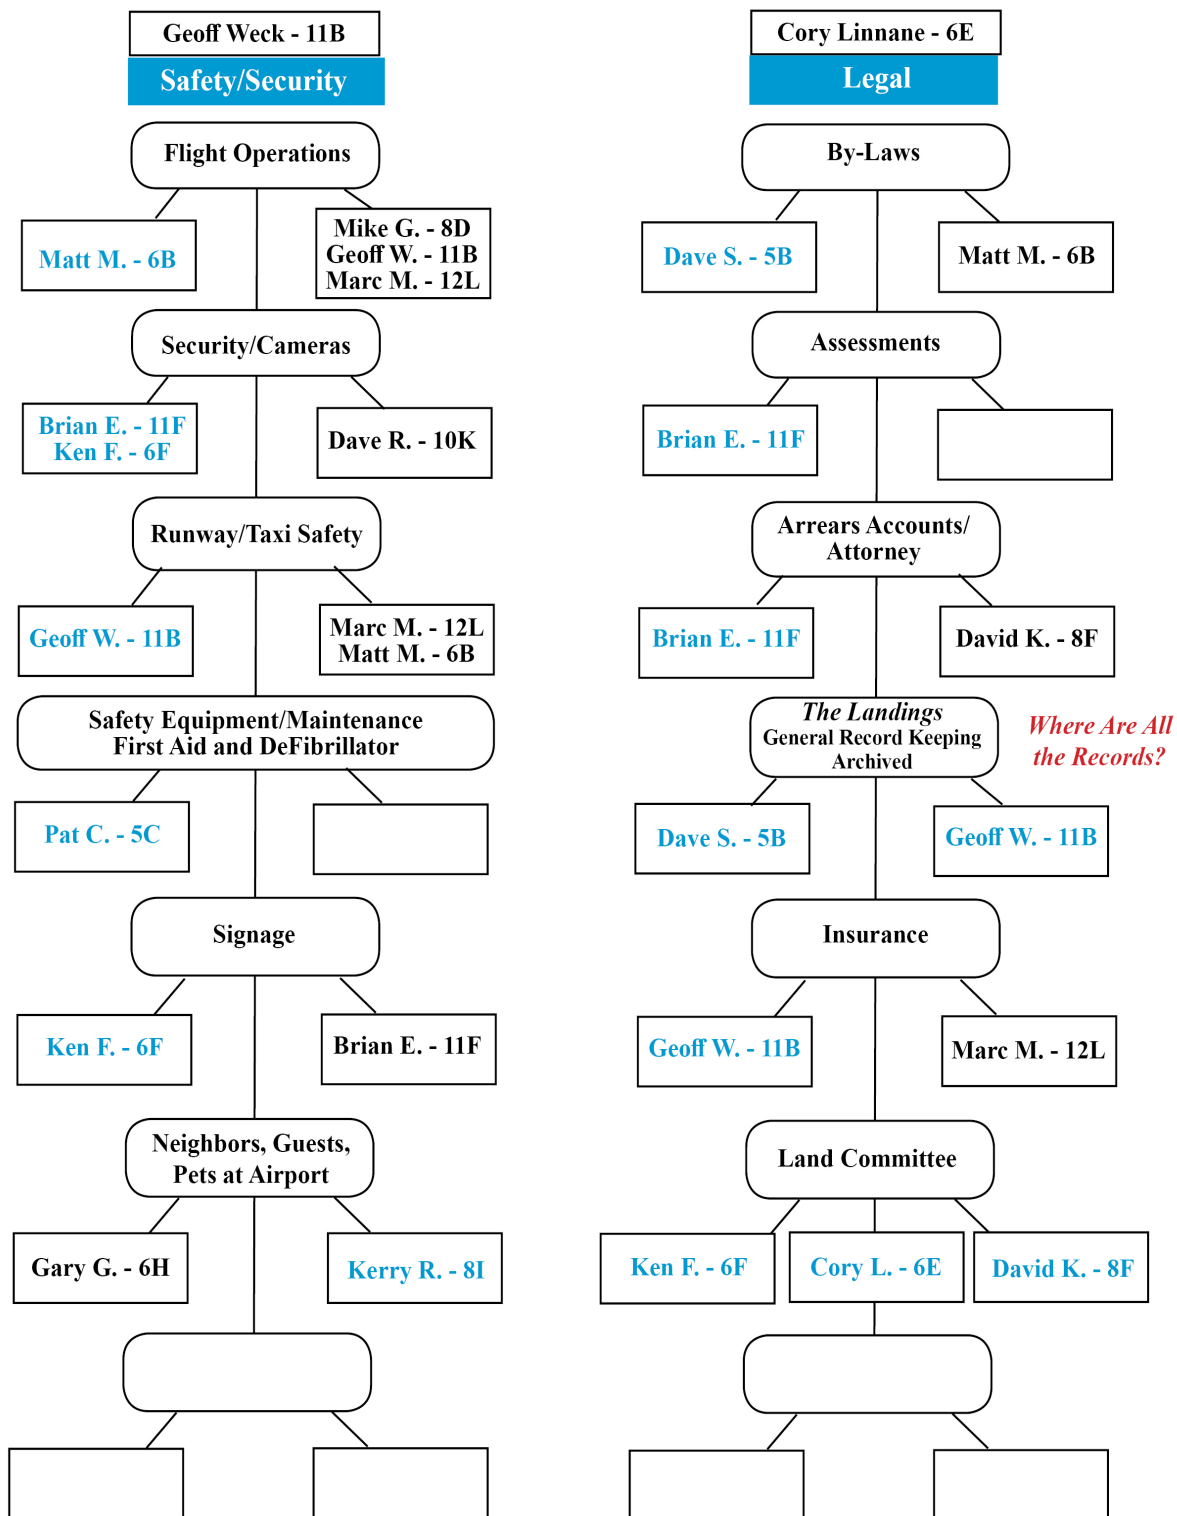 Geoff Weck - 11B
Safety/Security
Flight Operations
Matt M. - 6B
Mike G. - 8D
Geoff W. - 11B
Marc M. - 12L
Security/Cameras
Brian E. - 11F
Ken F. - 6F
Dave R. - 10K
Runway/Taxi Safety
Geoff W. - 11B
Marc M. - 12L
Matt M. - 6B
Safety Equipment/Maintenance
First Aid and DeFibrillator
Pat C. - 5C
Signage
Ken F. - 6F
Brian E. - 11F
Neighbors, Guests,
Pets at Airport
Gary G. - 6H
Kerry R. - 8I
Cory Linnane - 6E
Legal
By-Laws
Dave S. - 5B
Matt M. - 6B
Assessments
Brian E. - 11F
Arrears Accounts/
Attorney
Brian E. - 11F
David K. - 8F
The Landings
General Record Keeping
Archived
Where Are All
the Records?
Dave S. - 5B
Geoff W. - 11B
Insurance
Geoff W. - 11B
Marc M. - 12L
Land Committee
Ken F. - 6F
Cory L. - 6E
David K. - 8F